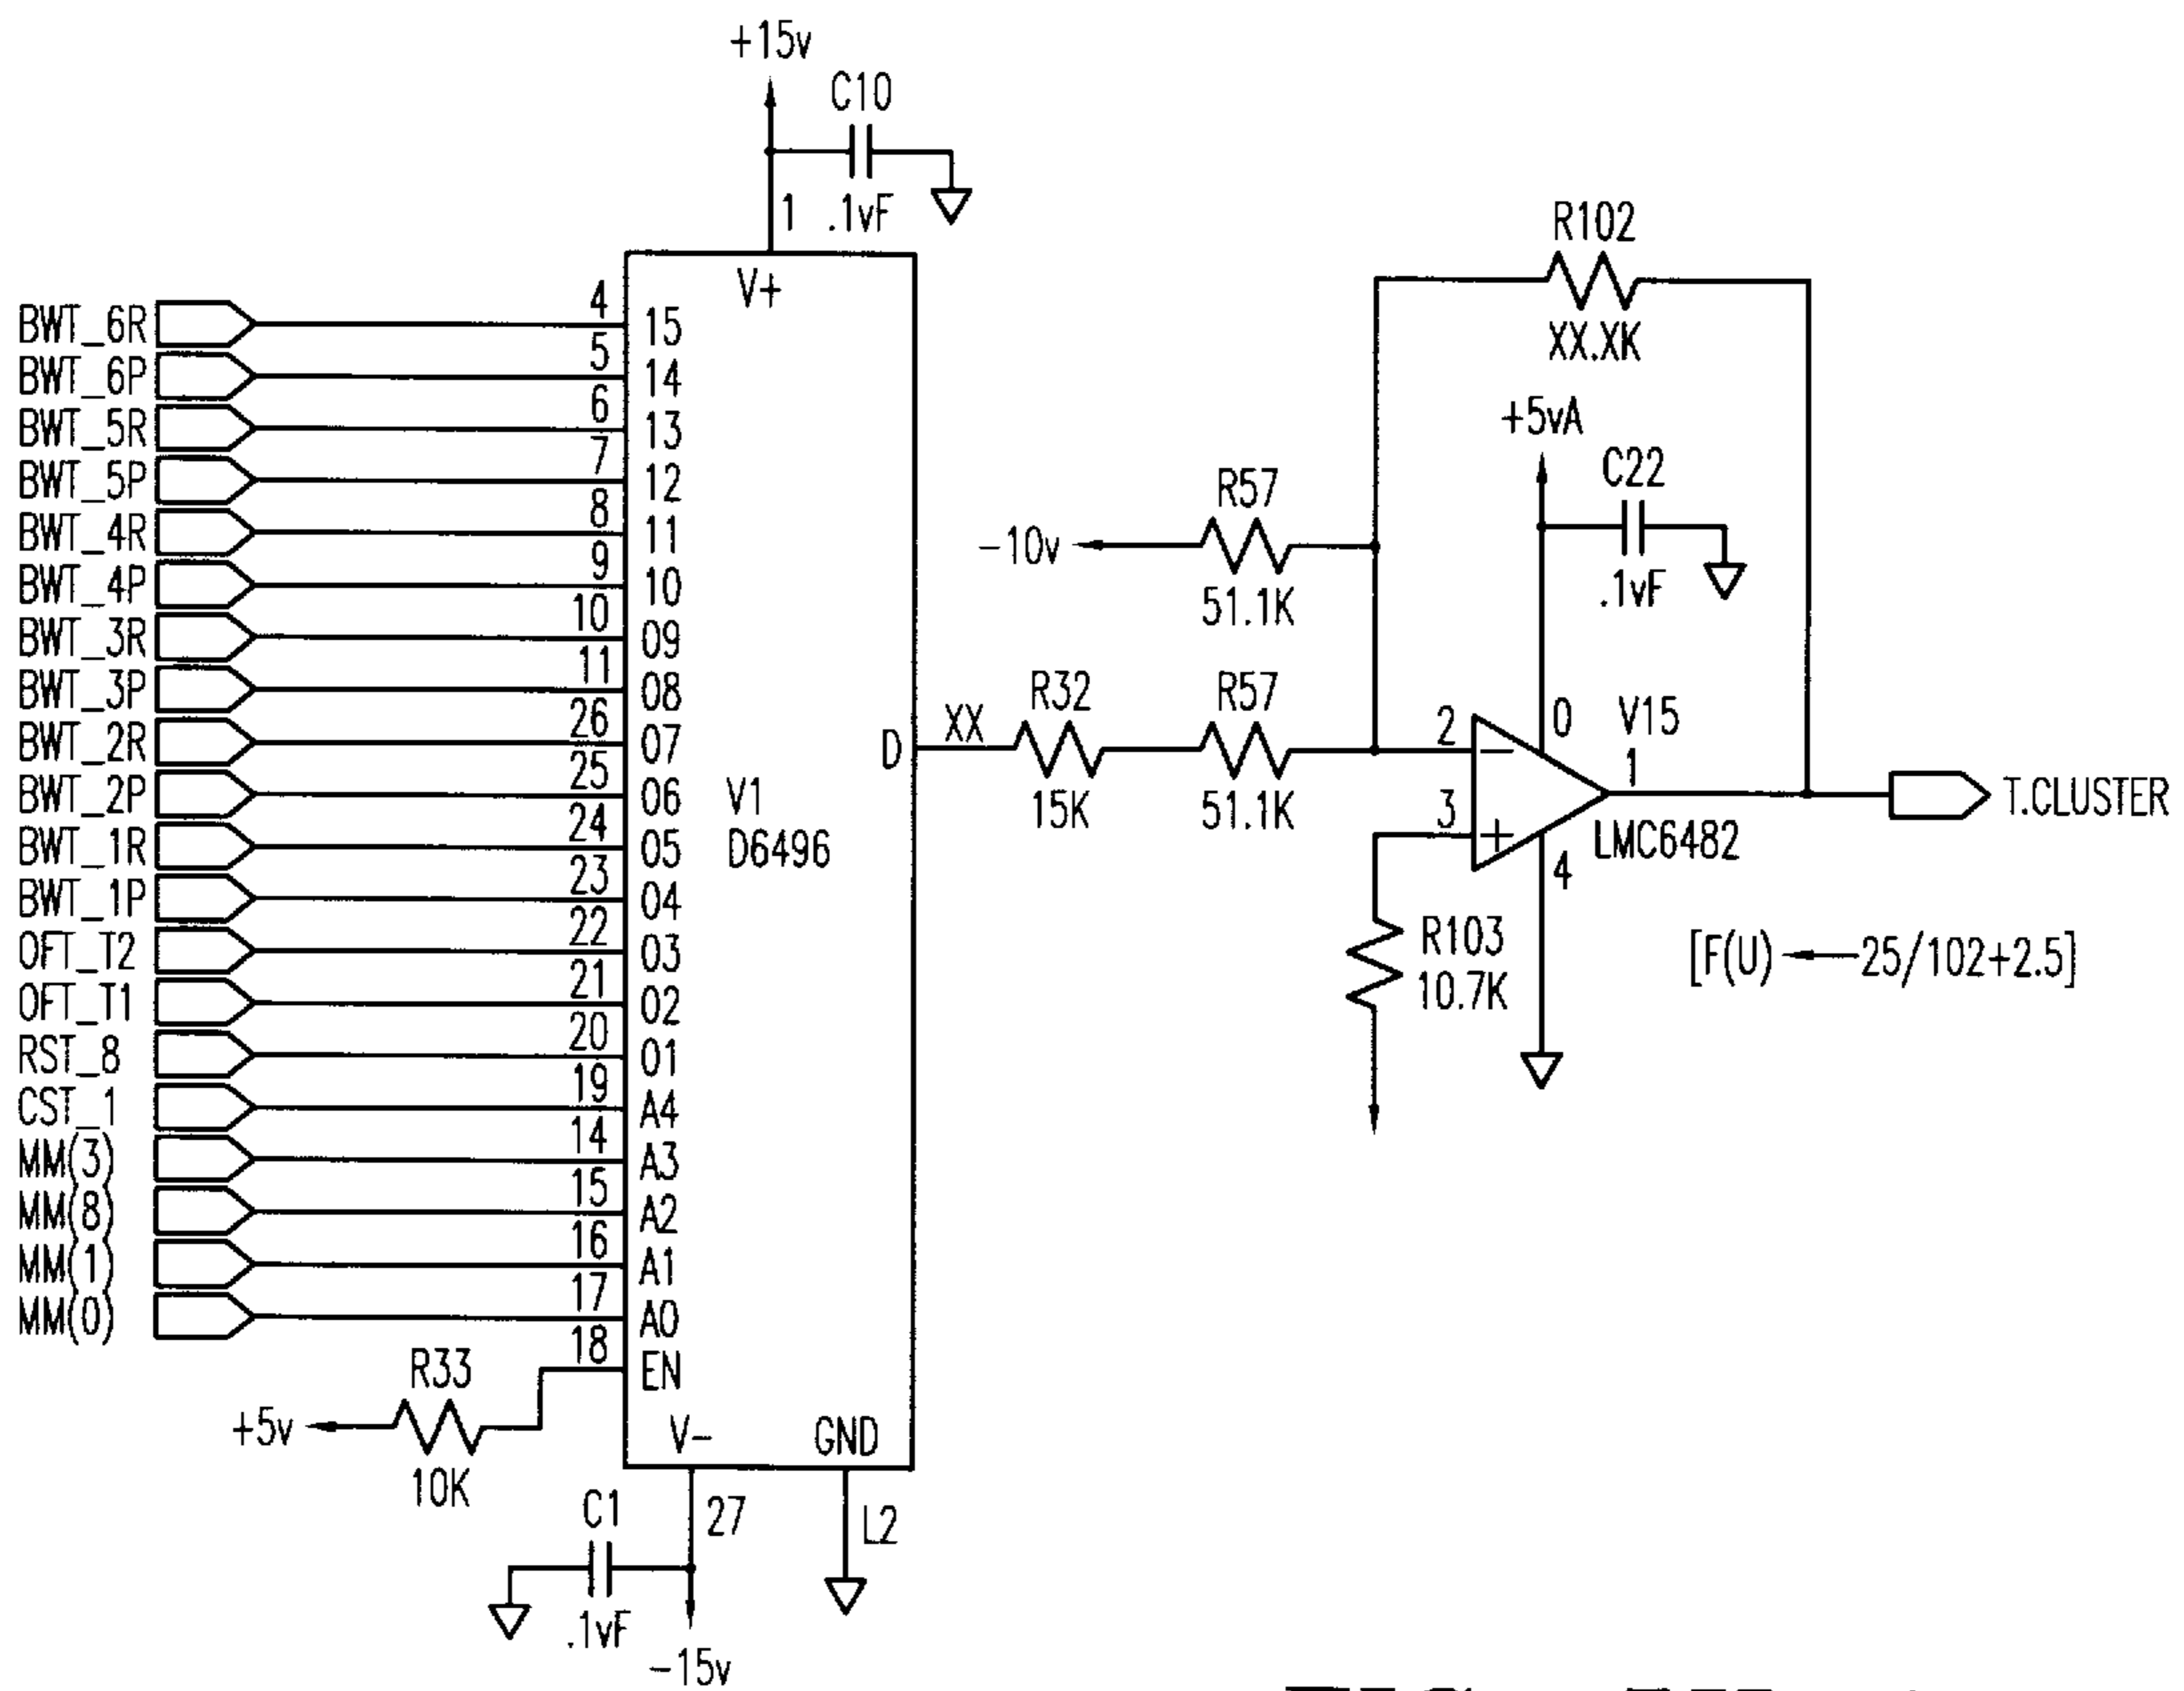 +15v
C10
1 .1vF
V+
BWT_6R 4 15
BWT_6P 5 14
BWT_5R 6 13
BWT_5P 7 12
BWT_4R 8 11
BWT_4P 9 10
BWT_3R 10 09
BWT_3P 11 08
BWT_2R 26 07
BWT_2P 25 06
BWT_1R 24 05
BWT_1P 23 04
OFT_T2 22 03
OFT_T1 21 02
RST_8 20 01
CST_1 19 A4
MM(3) 14 A3
MM(8) 15 A2
MM(1) 16 A1
MM(0) 17 A0
18 EN
V1
D6496
D
XX
R33
+5v
10K
V-
GND
C1
27
L2
.1vF
-15v
R102
XX.XK
+5vA
C22
.1vF
R57
-10v
51.1K
R32
15K
R57
51.1K
2 -
3 +
0
V15
1
LMC6482
4
T.CLUSTER
R103
10.7K
[F(U) 25/102+2.5]